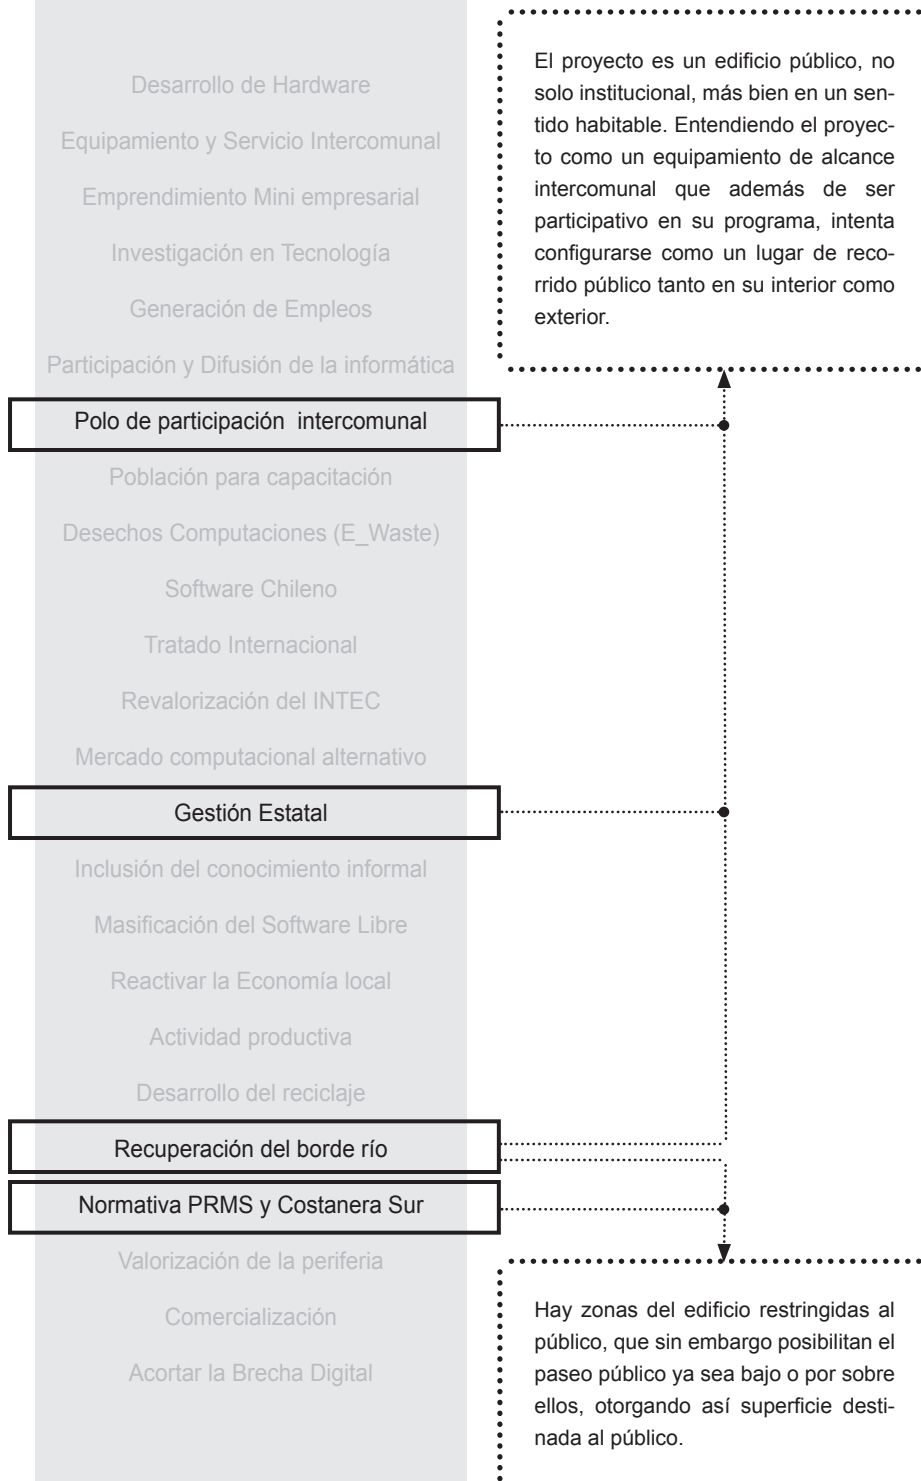 Desarrollo de Hardware
Equipamiento y Servicio Intercomunal
Emprendimiento Mini empresarial
Investigación en Tecnología
Generación de Empleos
Participación y Difusión de la informática
Polo de participación intercomunal
Población para capacitación
Desechos Computaciones (E_Waste)
Software Chileno
Tratado Internacional
Revalorización del INTEC
Mercado computacional alternativo
Gestión Estatal
Inclusión del conocimiento informal
Masificación del Software Libre
Reactivar la Economía local
Actividad productiva
Desarrollo del reciclaje
Recuperación del borde río
Normativa PRMS y Costanera Sur
Valorización de la periferia
Comercialización
Acortar la Brecha Digital
El proyecto es un edificio público, no
solo institucional, más bien en un sen-
tido habitable. Entendiendo el proyec-
to como un equipamiento de alcance
intercomunal que además de ser
participativo en su programa, intenta
configurarse como un lugar de reco-
rrido público tanto en su interior como
exterior.
Hay zonas del edificio restringidas al
público, que sin embargo posibilitan el
paseo público ya sea bajo o por sobre
ellos, otorgando así superficie desti-
nada al público.